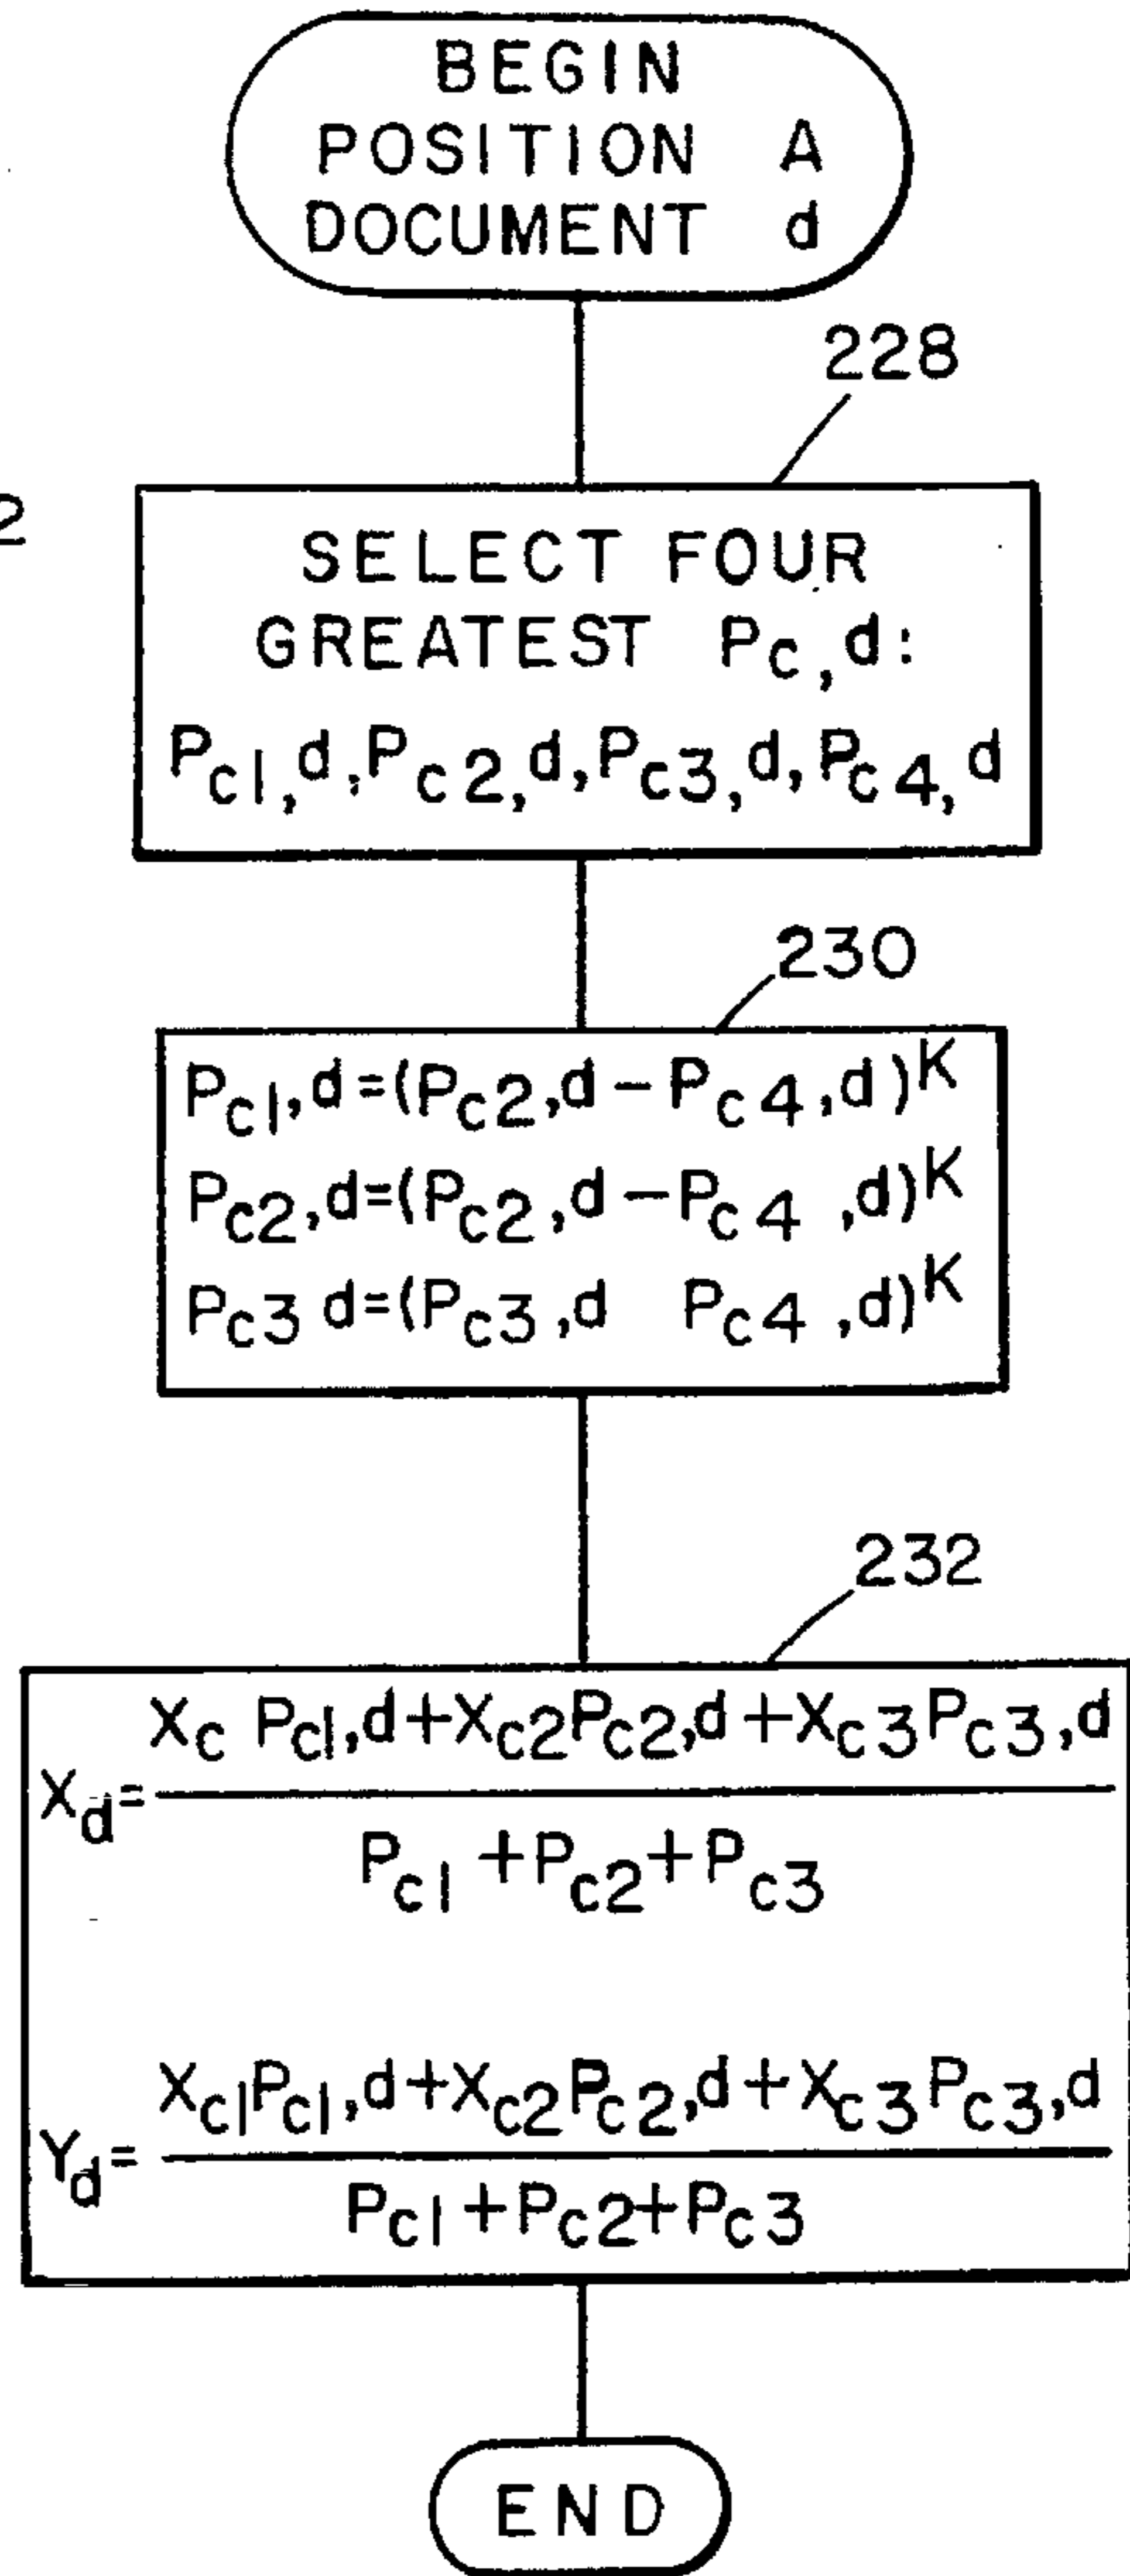 BEGIN
POSITION A
DOCUMENT d
228
2
SELECT FOUR
GREATEST Pc,d:
Pc1,d,Pc2,d,Pc3,d,Pc4,d
230
Pc1,d=(Pc2,d-Pc4,d)K
Pc2,d=(Pc2,d-Pc4,d)K
Pc3 d=(Pc3,d Pc4,d)K
232
Xc Pc1,d+Xc2Pc2,d+Xc3Pc3,d
Xd=
Pc1+Pc2+Pc3
Xc1Pc1,d+Xc2Pc2,d+Xc3Pc3,d
Yd=
Pc1+Pc2+Pc3
END